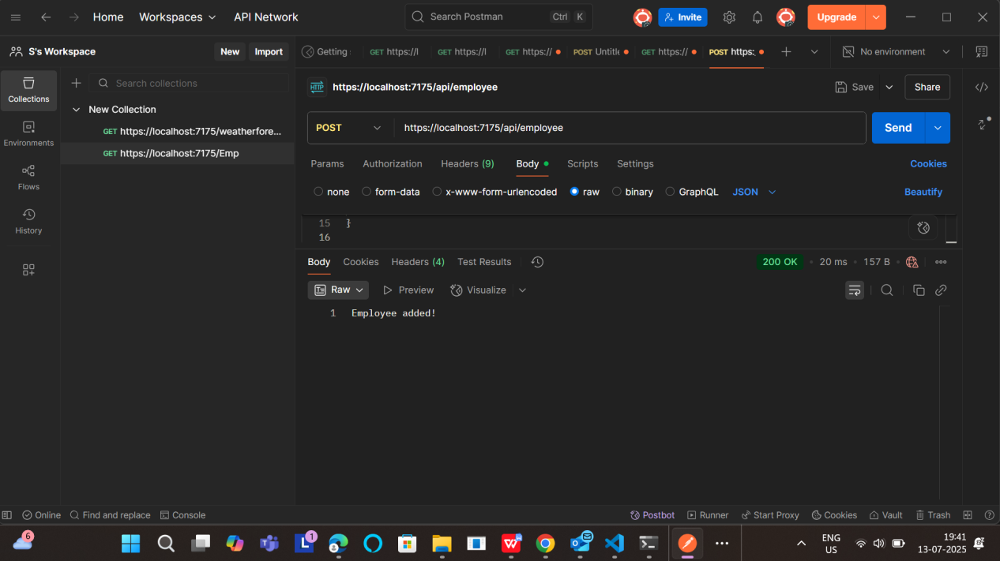 Home Workspaces API Network Search Postman Ctrl K Invite Upgrade
S's Workspace New Import Getting GET https://l GET https://l GET https:// POST Untitle GET https:// POST https: No environment
Collections
Environments
Flows
History
Search collections
New Collection
GET https://localhost:7175/weatherfore...
GET https://localhost:7175/Emp
HTTP https://localhost:7175/api/employee Save Share
POST https://localhost:7175/api/employee Send
Params Authorization Headers (9) Body Scripts Settings Cookies
none form-data x-www-form-urlencoded raw binary GraphQL JSON Beautify
15 }
16
Body Cookies Headers (4) Test Results 200 OK 20 ms 157 B
Raw Preview Visualize
1 Employee added!
Online Find and replace Console Postbot Runner Start Proxy Cookies Vault Trash
6 L 1 W ENG 19:41
US 13-07-2025